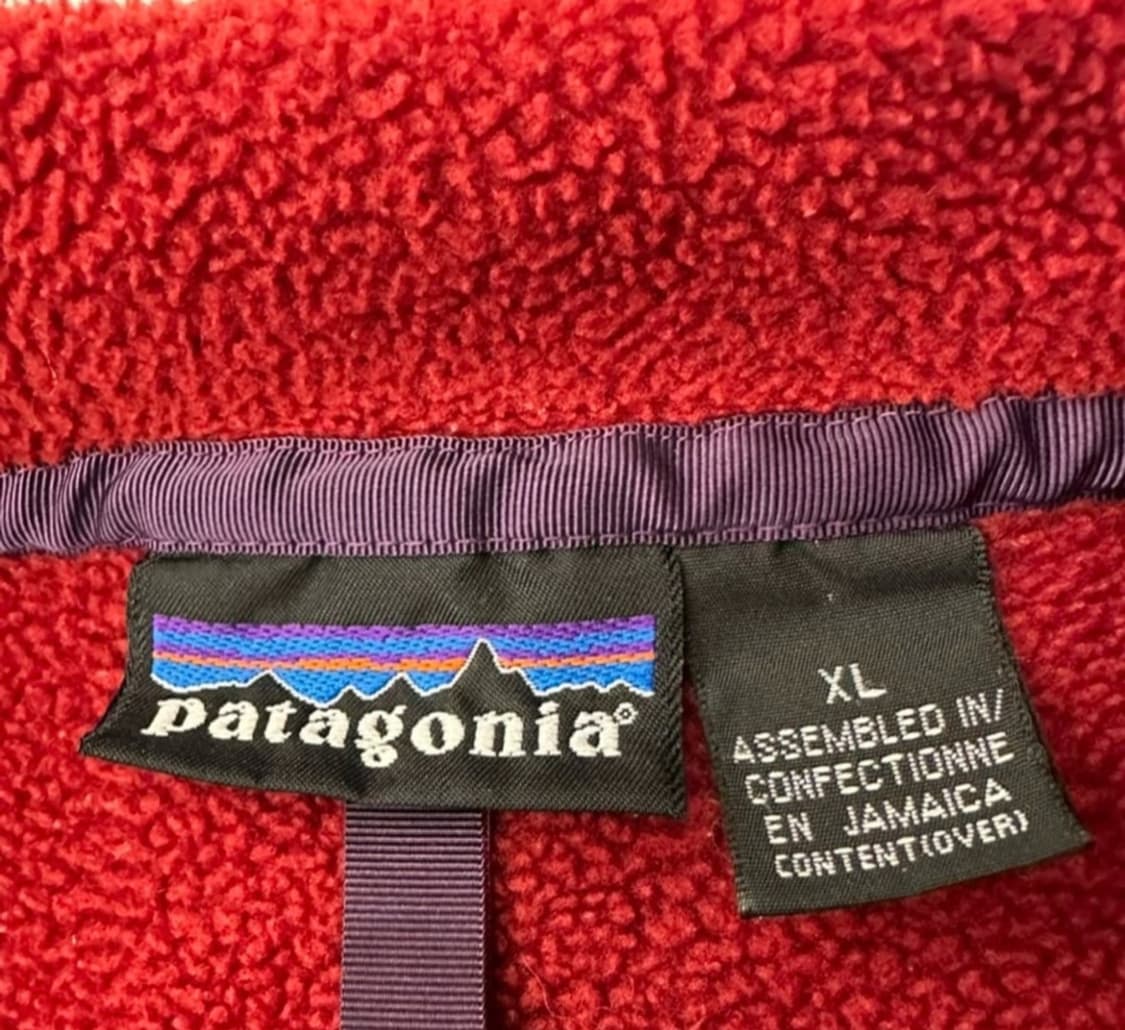 patagonia®
XL
ASSEMBLED IN/
CONFECTIONNE
EN JAMAICA
CONTENT(OVER)